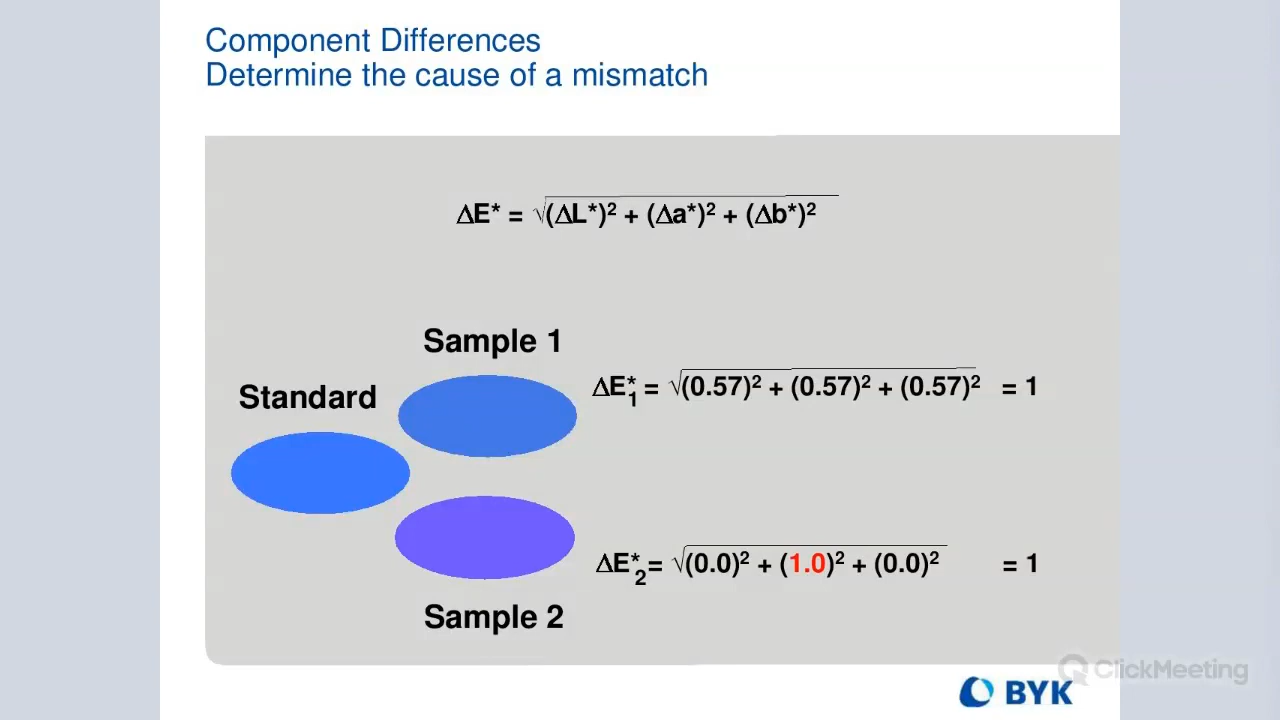 Component Differences
Determine the cause of a mismatch
ΔE* = √(ΔL*)² + (Δa*)² + (Δb*)²
Sample 1
ΔE*₁ = √(0.57)² + (0.57)² + (0.57)² = 1
Standard
ΔE*₂ = √(0.0)² + (1.0)² + (0.0)² = 1
Sample 2
ClickMeeting
BYK